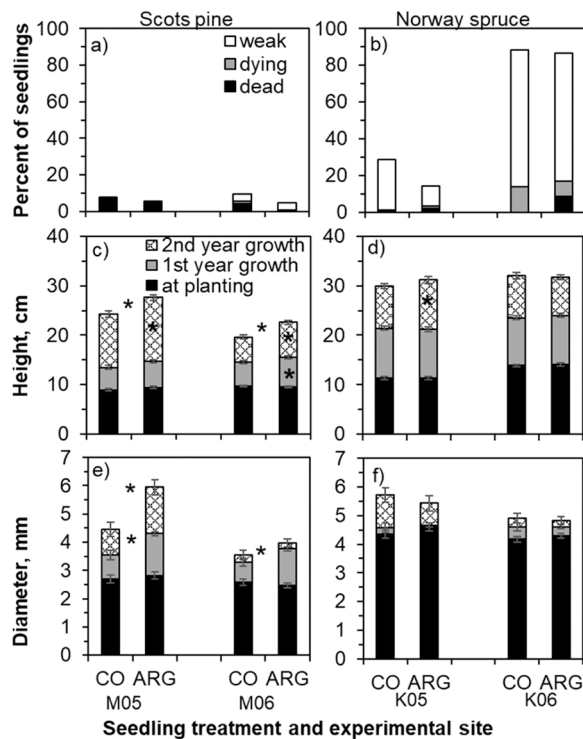 Scots pine
Norway spruce
Percent of seedlings
100
80
60
40
20
0
a)
weak
dying
dead
100
80
60
40
20
0
b)
Height, cm
40
30
20
10
0
c)
2nd year growth
1st year growth
at planting
*
*
*
*
*
40
30
20
10
0
d)
*
Diameter, mm
7
6
5
4
3
2
1
0
e)
*
*
*
7
6
5
4
3
2
1
0
f)
CO ARG CO ARG
M05 M06
CO ARG CO ARG
K05 K06
Seedling treatment and experimental site